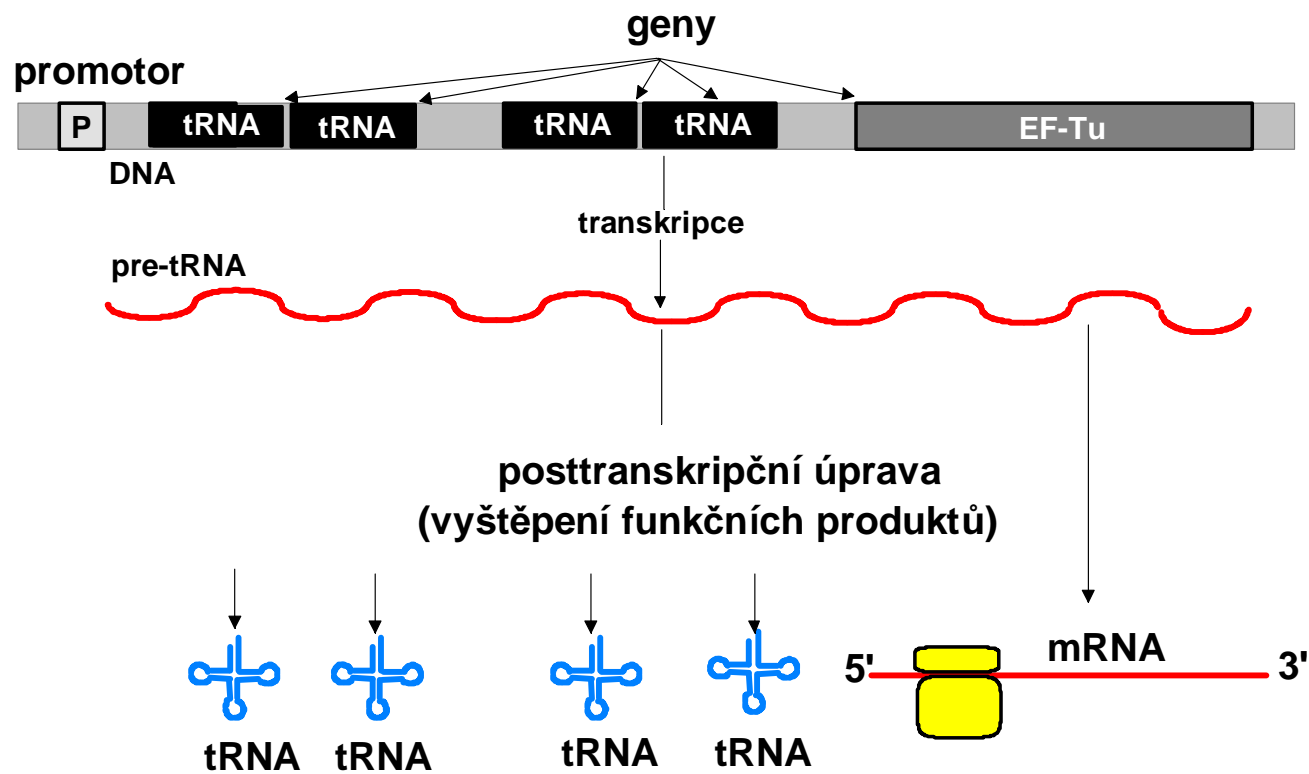 geny
promotor
P tRNA tRNA tRNA tRNA EF-Tu
DNA
transkripce
pre-tRNA
posttranskripční úprava
(vyštěpení funkčních produktů)
5' mRNA 3'
tRNA tRNA tRNA tRNA